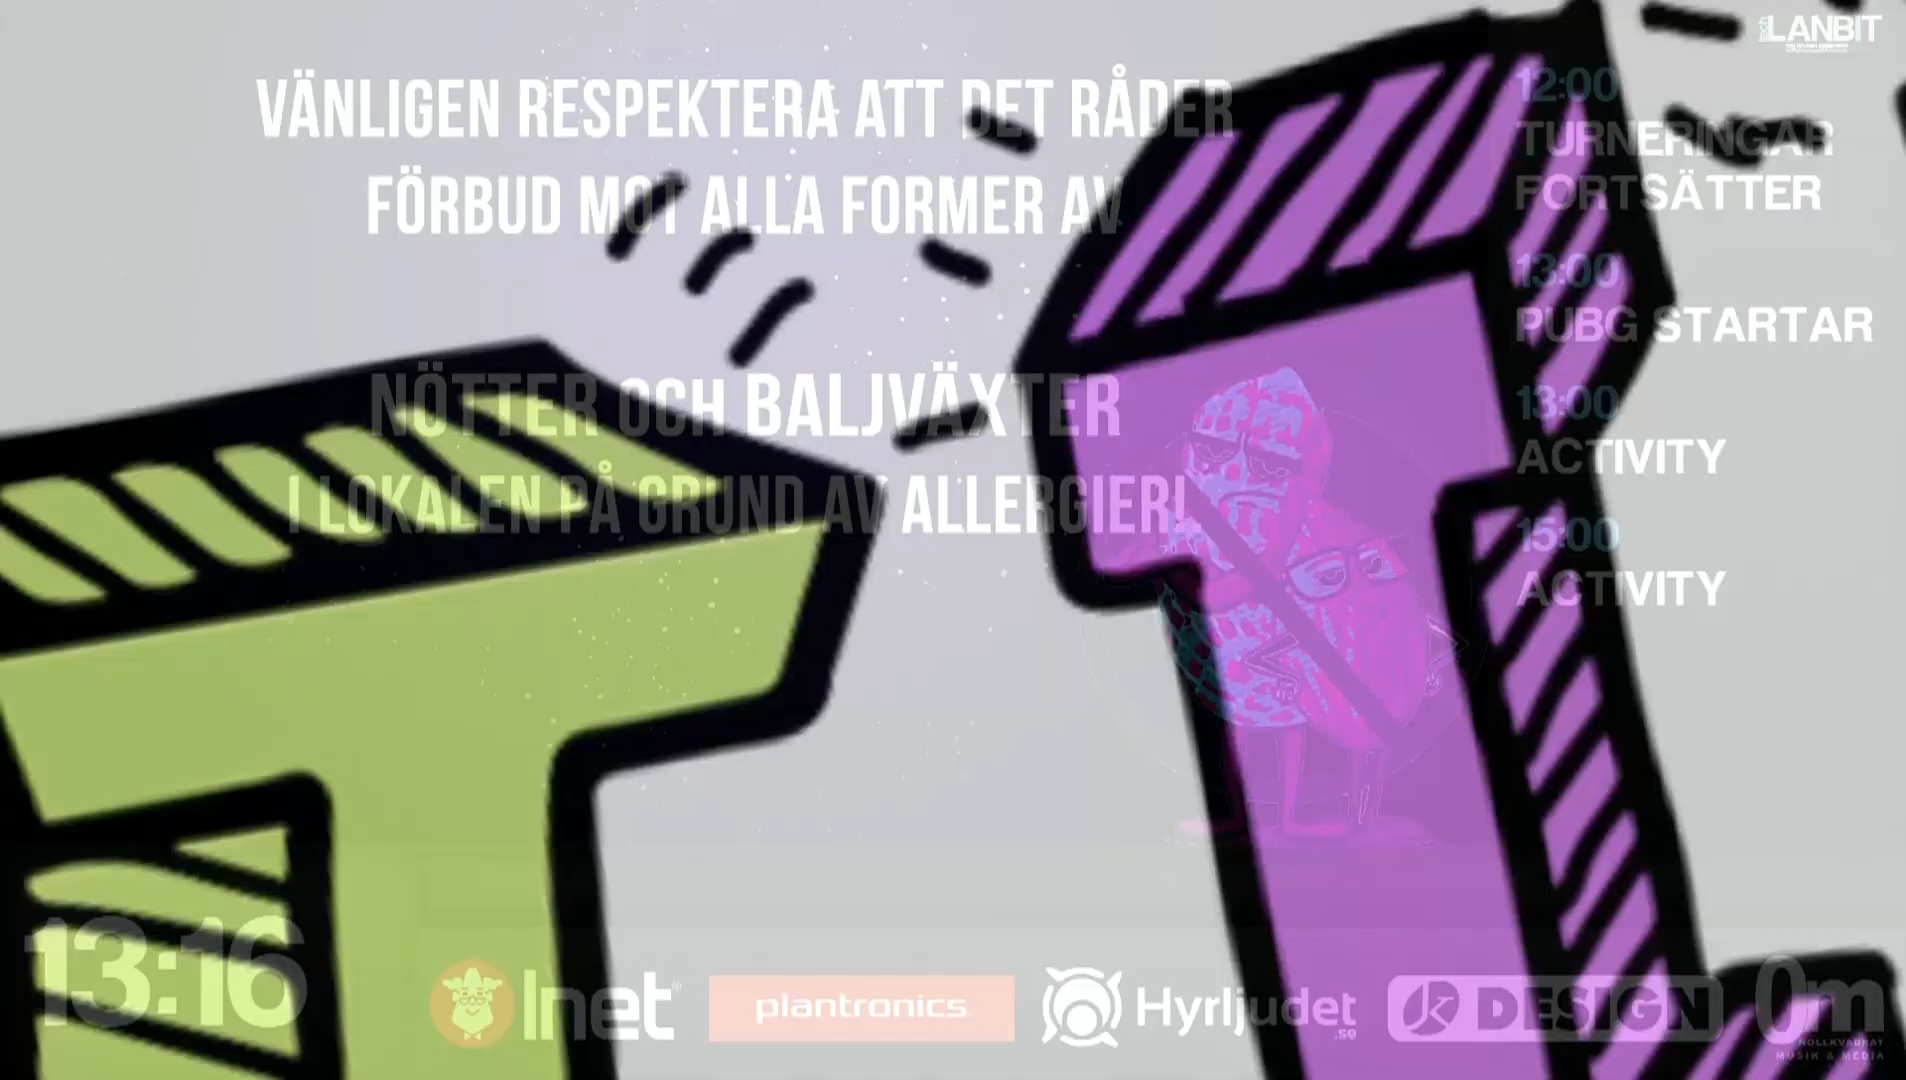 LANBIT
VÄNLIGEN RESPEKTERA ATT DET RÅDER
FÖRBUD MOT ALLA FORMER AV
NÖTTER OCH BALJVÄXTER
I LOKALEN PÅ GRUND AV ALLERGIER!
12:00
TURNERINGAR
FORTSÄTTER
13:00
PUBG STARTAR
13:00
ACTIVITY
15:00
ACTIVITY
13:16
Inet®
plantronics.
Hyrljudet
.se
JK DESIGN
0m
NOLLKVADRAT
MUSIK & MEDIA